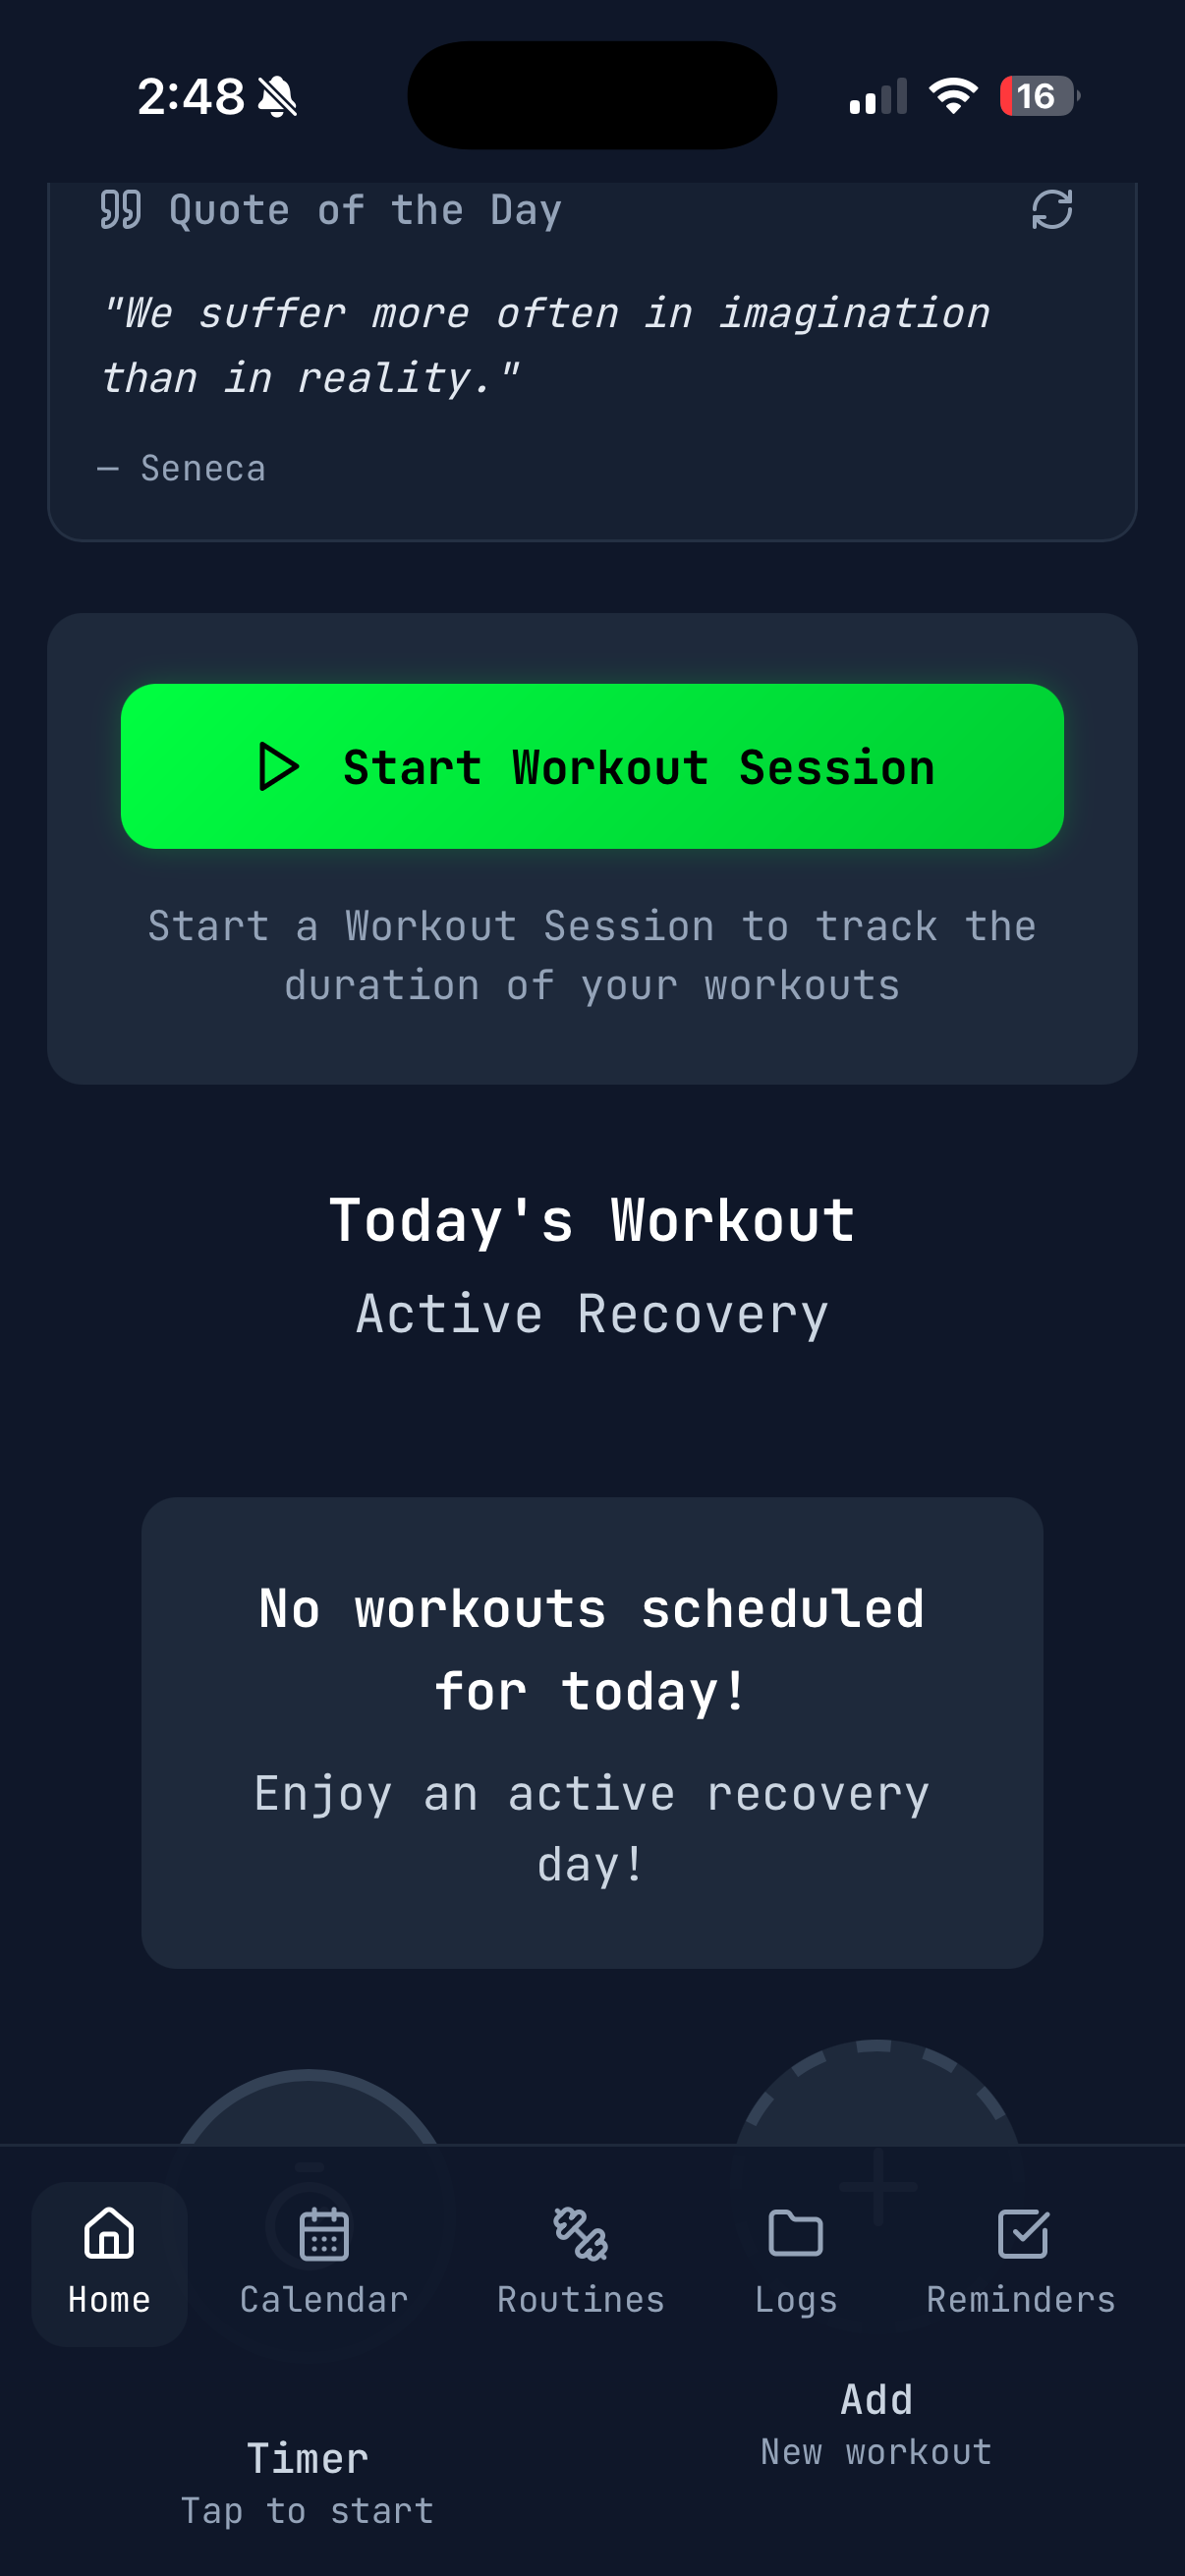 2:48
16
Quote of the Day
"We suffer more often in imagination
than in reality."
— Seneca
Start Workout Session
Start a Workout Session to track the
duration of your workouts
Today's Workout
Active Recovery
No workouts scheduled
for today!
Enjoy an active recovery
day!
Home
Calendar
Routines
Logs
Reminders
Add
New workout
Timer
Tap to start